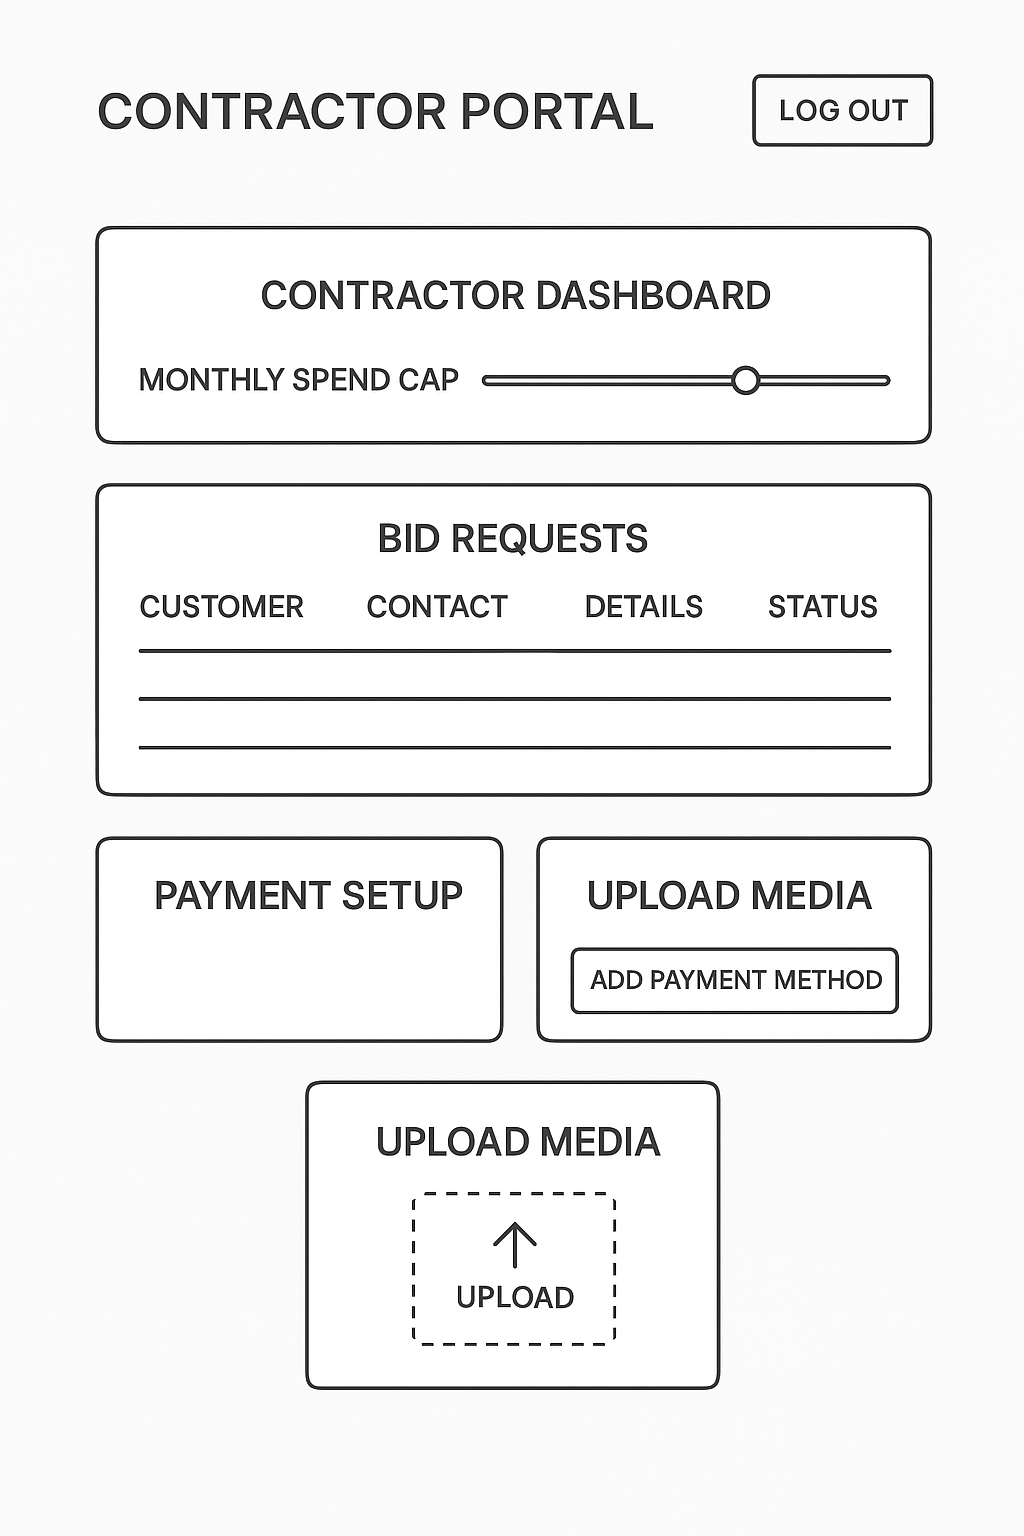 CONTRACTOR PORTAL
LOG OUT
CONTRACTOR DASHBOARD
MONTHLY SPEND CAP
BID REQUESTS
CUSTOMER CONTACT DETAILS STATUS
PAYMENT SETUP
UPLOAD MEDIA
ADD PAYMENT METHOD
UPLOAD MEDIA
UPLOAD